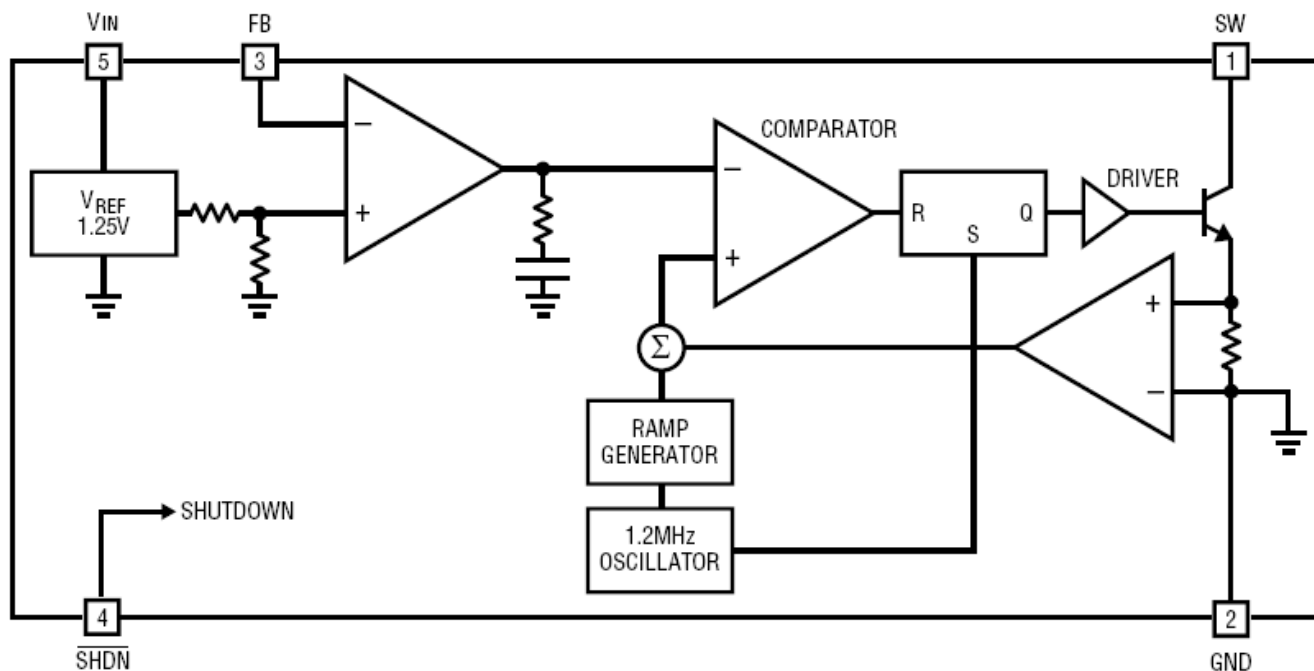 VIN
FB
SW
5
3
1
−
COMPARATOR
−
DRIVER
VREF
1.25V
+
R
Q
S
+
+
Σ
−
RAMP
GENERATOR
SHUTDOWN
1.2MHz
OSCILLATOR
4
2
SHDN
GND